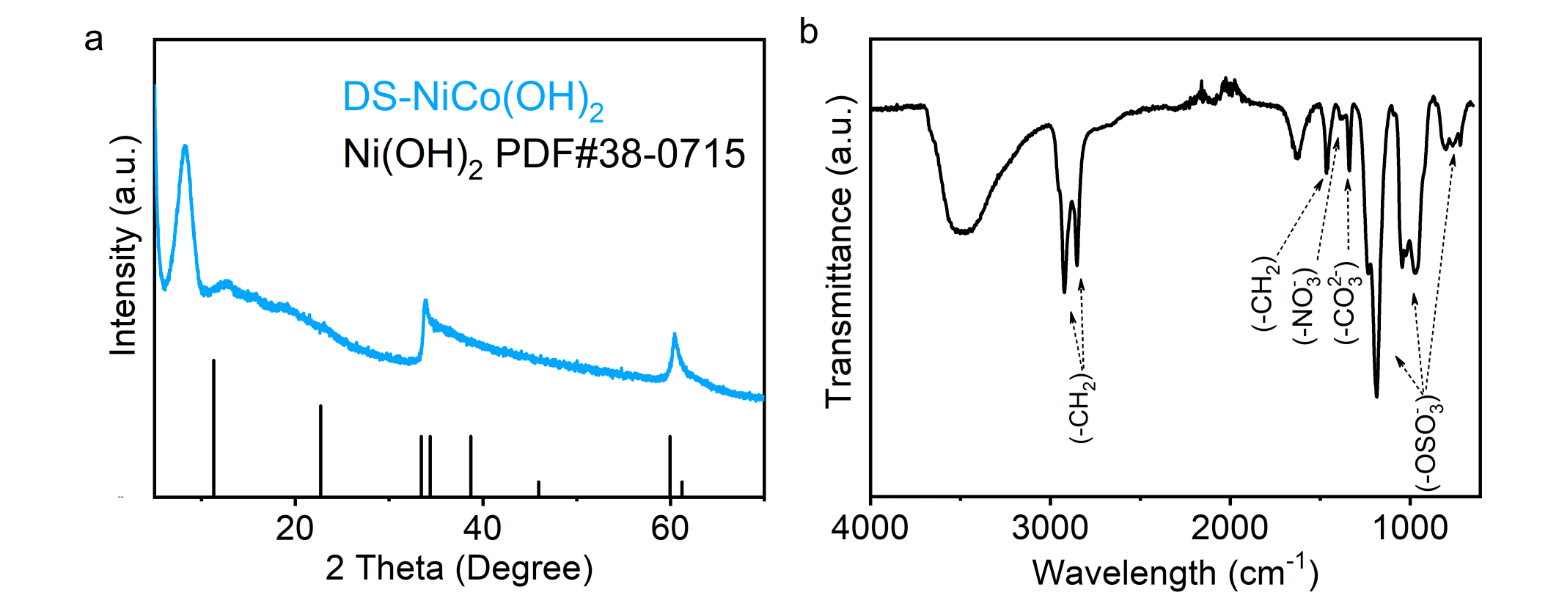 a
DS-NiCo(OH)₂
Ni(OH)₂ PDF#38-0715
Intensity (a.u.)
20 40 60
2 Theta (Degree)
b
Transmittance (a.u.)
(-CH₂)
(-CH₂)
(-NO₃⁻)
(-CO₃²⁻)
(-OSO₃⁻)
4000 3000 2000 1000
Wavelength (cm⁻¹)